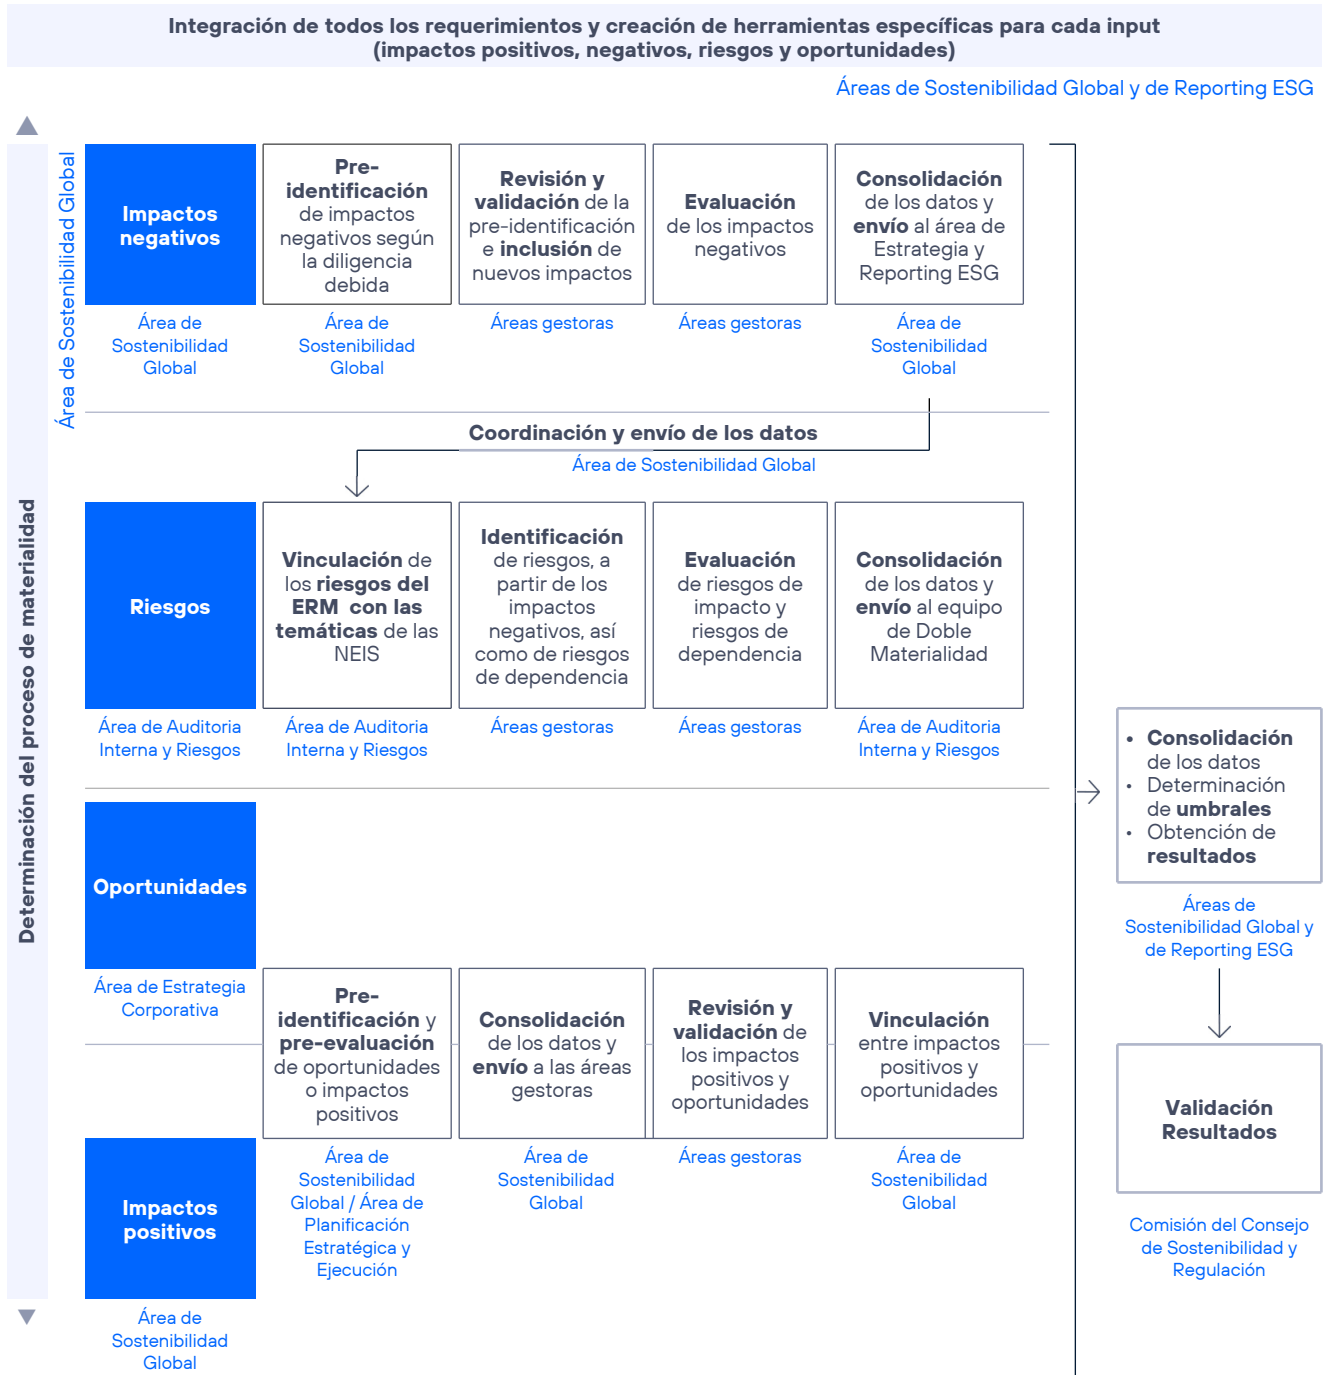 Integración de todos los requerimientos y creación de herramientas específicas para cada input
(impactos positivos, negativos, riesgos y oportunidades)
Áreas de Sostenibilidad Global y de Reporting ESG
Determinación del proceso de materialidad
Área de Sostenibilidad Global
Impactos
negativos
Área de
Sostenibilidad
Global
Pre-
identificación
de impactos
negativos según
la diligencia
debida
Área de
Sostenibilidad
Global
Revisión y
validación de la
pre-identificación
e inclusión de
nuevos impactos
Áreas gestoras
Evaluación
de los impactos
negativos
Áreas gestoras
Consolidación
de los datos y
envío al área de
Estrategia y
Reporting ESG
Área de
Sostenibilidad
Global
Coordinación y envío de los datos
Área de Sostenibilidad Global
Riesgos
Área de Auditoria
Interna y Riesgos
Vinculación de
los riesgos del
ERM con las
temáticas de las
NEIS
Área de Auditoria
Interna y Riesgos
Identificación
de riesgos, a
partir de los
impactos
negativos, así
como de riesgos
de dependencia
Áreas gestoras
Evaluación
de riesgos de
impacto y
riesgos de
dependencia
Áreas gestoras
Consolidación
de los datos y
envío al equipo
de Doble
Materialidad
Área de Auditoria
Interna y Riesgos
Oportunidades
Área de Estrategia
Corporativa
Pre-
identificación y
pre-evaluación
de oportunidades
o impactos
positivos
Área de
Sostenibilidad
Global / Área de
Planificación
Estratégica y
Ejecución
Consolidación
de los datos y
envío a las áreas
gestoras
Área de
Sostenibilidad
Global
Revisión y
validación de
los impactos
positivos y
oportunidades
Áreas gestoras
Vinculación
entre impactos
positivos y
oportunidades
Área de
Sostenibilidad
Global
Impactos
positivos
Área de
Sostenibilidad
Global
• Consolidación
de los datos
• Determinación
de umbrales
• Obtención de
resultados
Áreas de
Sostenibilidad Global y
de Reporting ESG
Validación
Resultados
Comisión del Consejo
de Sostenibilidad y
Regulación